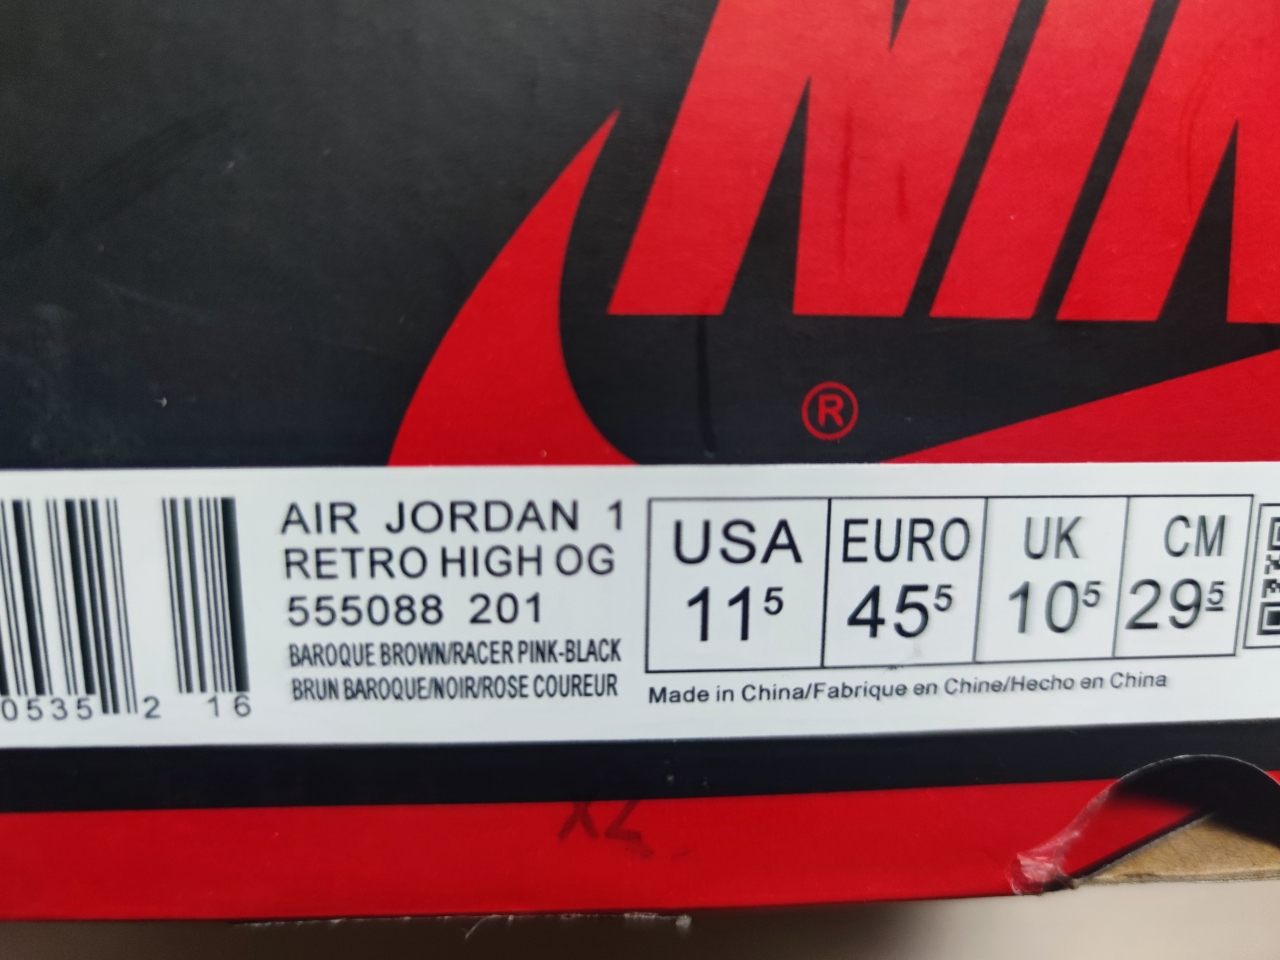 NIK
®
AIR JORDAN 1
RETRO HIGH OG
555088 201
BAROQUE BROWN/RACER PINK-BLACK
BRUN BAROQUE/NOIR/ROSE COUREUR
0535 2 16
USA EURO UK CM
11⁵ 45⁵ 10⁵ 29⁵
Made in China/Fabrique en Chine/Hecho en China
XZ